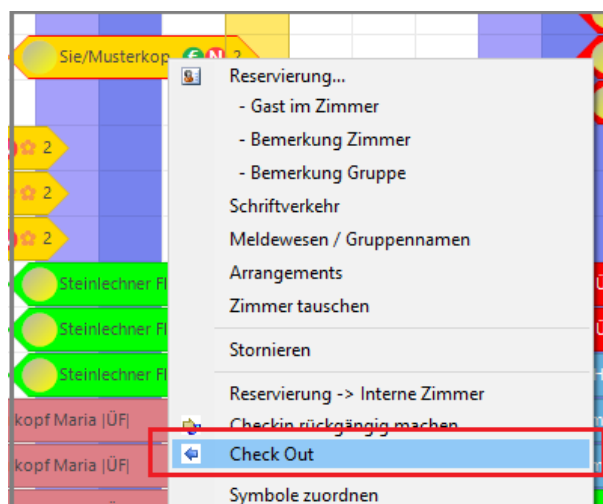 Sie/Musterkop € N 2
Reservierung...
- Gast im Zimmer
- Bemerkung Zimmer
2
- Bemerkung Gruppe
2
Schriftverkehr
2
Meldewesen / Gruppennamen
Steinlechner Fl
Arrangements
Steinlechner Fl
Zimmer tauschen
Steinlechner Fl
Stornieren
Reservierung -> Interne Zimmer
kopf Maria |ÜF|
Checkin rückgängig machen
kopf Maria |ÜF|
Check Out
Symbole zuordnen